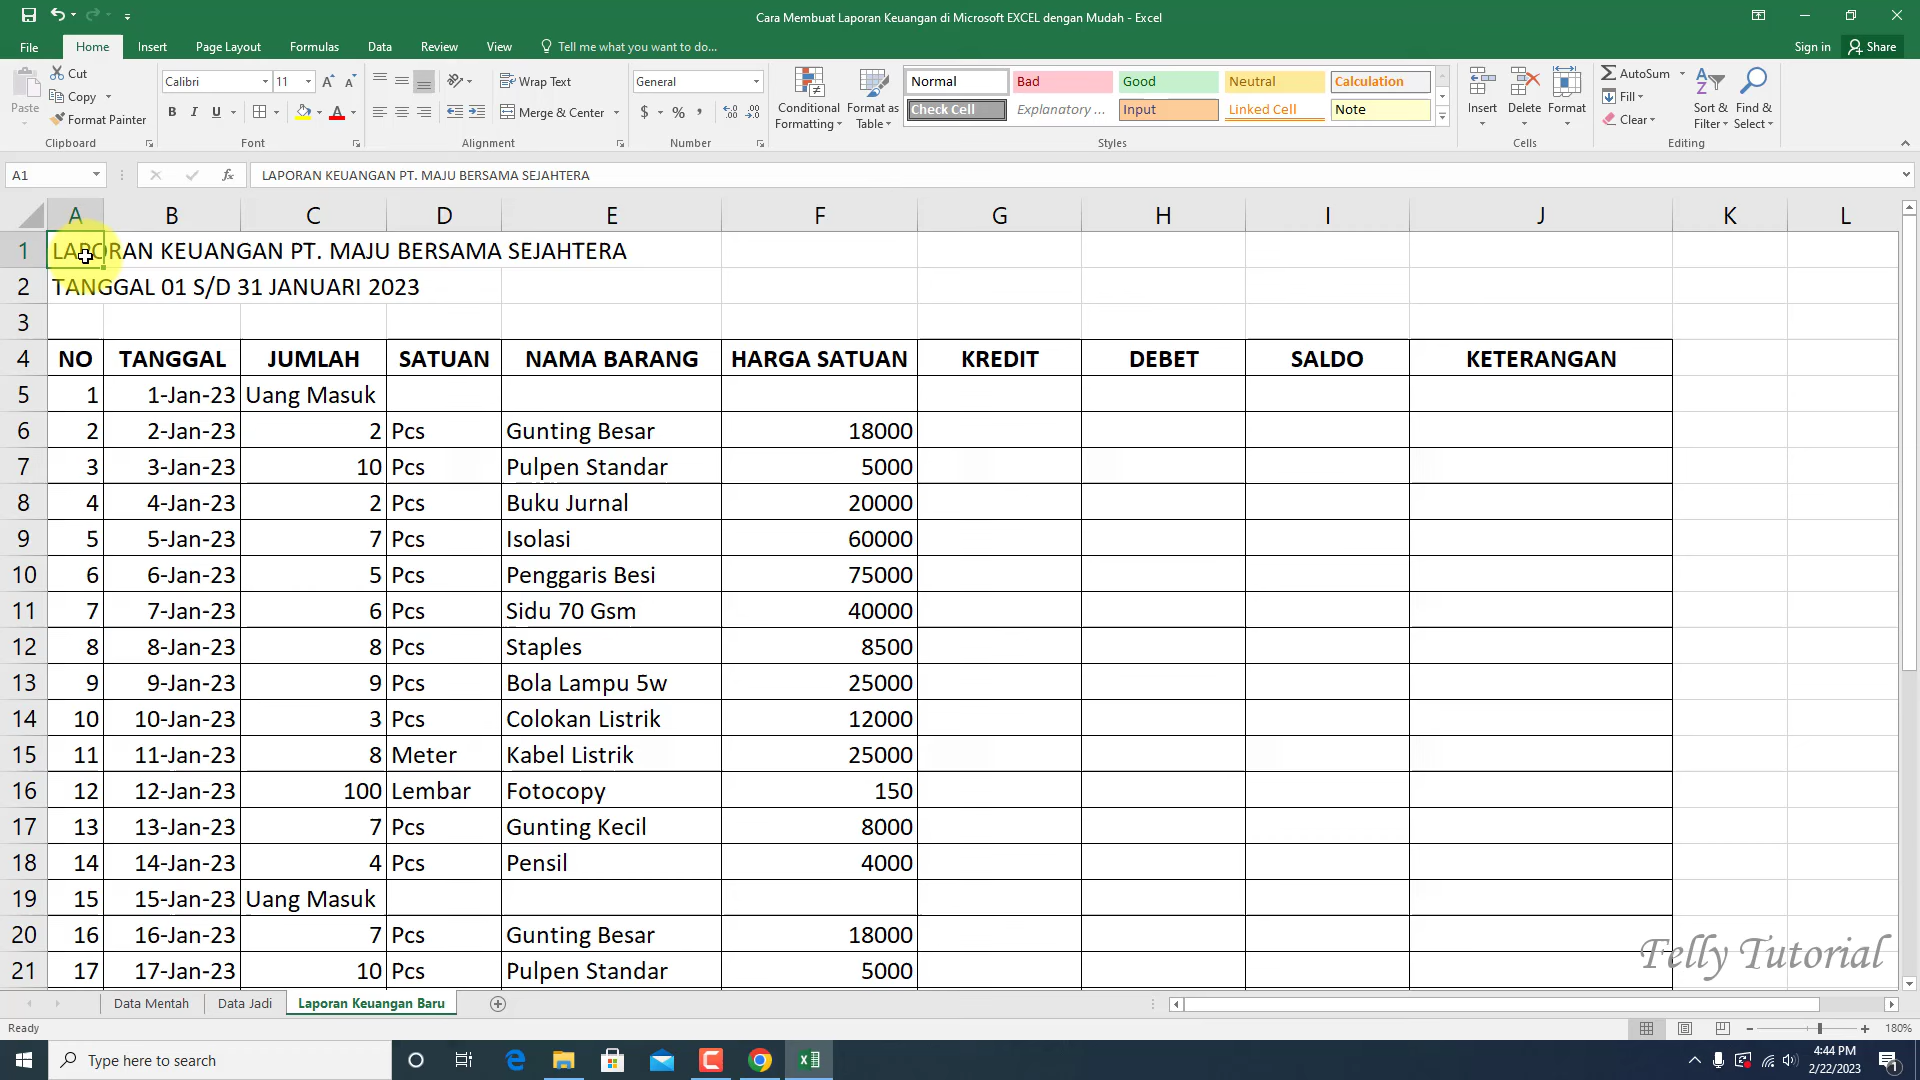 Cara Membuat Laporan Keuangan di Microsoft EXCEL dengan Mudah - Excel
File Home Insert Page Layout Formulas Data Review View Tell me what you want to do... Sign in Share
Paste Cut Copy Format Painter Clipboard
Calibri 11 B I U Font
Wrap Text Merge & Center Alignment
General $ % , Number
Conditional Formatting Format as Table
Normal Bad Good Neutral Calculation
Check Cell Explanatory ... Input Linked Cell Note
Styles
Insert Delete Format Cells
AutoSum Fill Clear Sort & Filter Find & Select Editing
A1 fx LAPORAN KEUANGAN PT. MAJU BERSAMA SEJAHTERA
A B C D E F G H I J K L
1 LAPORAN KEUANGAN PT. MAJU BERSAMA SEJAHTERA
2 TANGGAL 01 S/D 31 JANUARI 2023
3
4 NO TANGGAL JUMLAH SATUAN NAMA BARANG HARGA SATUAN KREDIT DEBET SALDO KETERANGAN
5 1 1-Jan-23 Uang Masuk
6 2 2-Jan-23 2 Pcs Gunting Besar 18000
7 3 3-Jan-23 10 Pcs Pulpen Standar 5000
8 4 4-Jan-23 2 Pcs Buku Jurnal 20000
9 5 5-Jan-23 7 Pcs Isolasi 60000
10 6 6-Jan-23 5 Pcs Penggaris Besi 75000
11 7 7-Jan-23 6 Pcs Sidu 70 Gsm 40000
12 8 8-Jan-23 8 Pcs Staples 8500
13 9 9-Jan-23 9 Pcs Bola Lampu 5w 25000
14 10 10-Jan-23 3 Pcs Colokan Listrik 12000
15 11 11-Jan-23 8 Meter Kabel Listrik 25000
16 12 12-Jan-23 100 Lembar Fotocopy 150
17 13 13-Jan-23 7 Pcs Gunting Kecil 8000
18 14 14-Jan-23 4 Pcs Pensil 4000
19 15 15-Jan-23 Uang Masuk
20 16 16-Jan-23 7 Pcs Gunting Besar 18000
21 17 17-Jan-23 10 Pcs Pulpen Standar 5000
Felly Tutorial
Data Mentah Data Jadi Laporan Keuangan Baru
Ready 180%
Type here to search
4:44 PM
2/22/2023